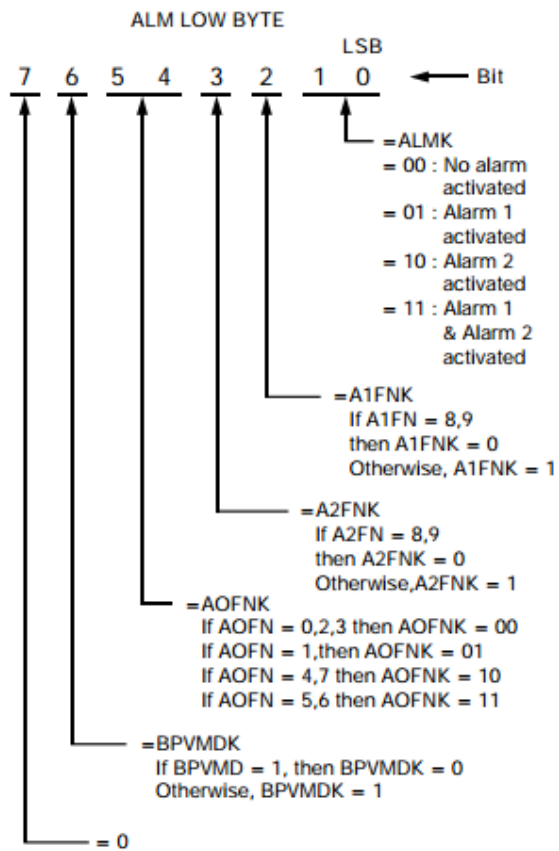 ALM LOW BYTE
LSB
7 6 5 4 3 2 1 0 Bit
=ALMK
= 00 : No alarm
activated
= 01 : Alarm 1
activated
= 10 : Alarm 2
activated
= 11 : Alarm 1
& Alarm 2
activated
=A1FNK
If A1FN = 8,9
then A1FNK = 0
Otherwise, A1FNK = 1
=A2FNK
If A2FN = 8,9
then A2FNK = 0
Otherwise,A2FNK = 1
=AOFNK
If AOFN = 0,2,3 then AOFNK = 00
If AOFN = 1,then AOFNK = 01
If AOFN = 4,7 then AOFNK = 10
If AOFN = 5,6 then AOFNK = 11
=BPVMDK
If BPVMD = 1, then BPVMDK = 0
Otherwise, BPVMDK = 1
= 0